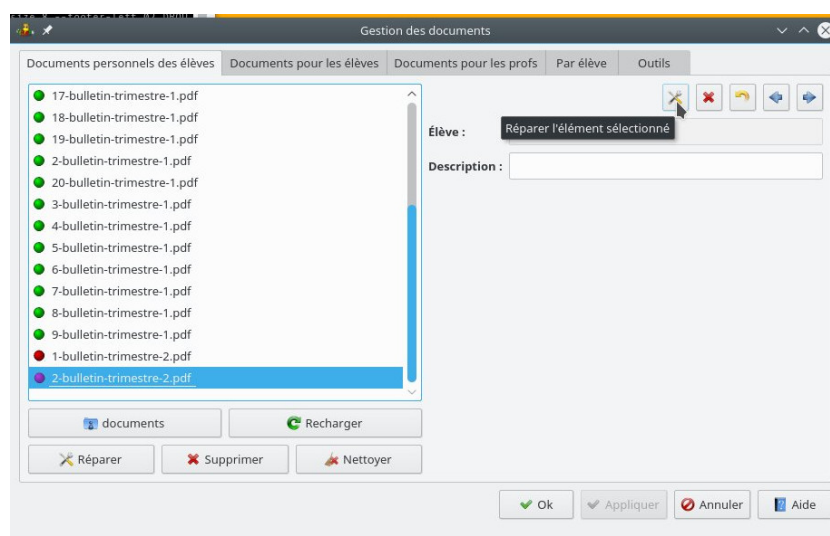 Gestion des documents
Documents personnels des élèves Documents pour les élèves Documents pour les profs Par élève Outils
17-bulletin-trimestre-1.pdf
18-bulletin-trimestre-1.pdf
19-bulletin-trimestre-1.pdf
2-bulletin-trimestre-1.pdf
20-bulletin-trimestre-1.pdf
3-bulletin-trimestre-1.pdf
4-bulletin-trimestre-1.pdf
5-bulletin-trimestre-1.pdf
6-bulletin-trimestre-1.pdf
7-bulletin-trimestre-1.pdf
8-bulletin-trimestre-1.pdf
9-bulletin-trimestre-1.pdf
1-bulletin-trimestre-2.pdf
2-bulletin-trimestre-2.pdf
documents Recharger
Réparer Supprimer Nettoyer
Élève :
Réparer l'élément sélectionné
Description :
Ok Appliquer Annuler Aide